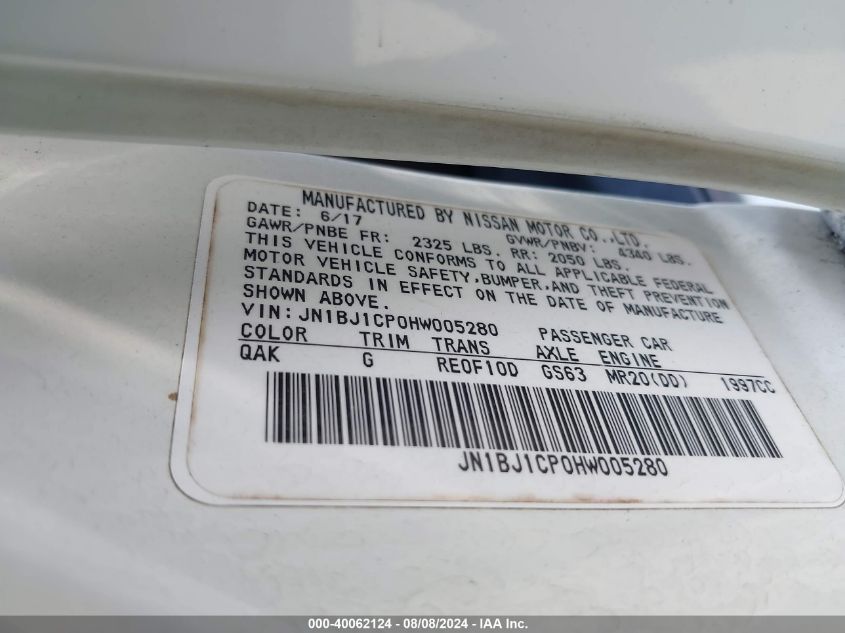 MANUFACTURED BY NISSAN MOTOR CO.,LTD.
DATE: 6/17 GVWR/PNBV: 4340 LBS.
GAWR/PNBE FR: 2325 LBS. RR: 2050 LBS.
THIS VEHICLE CONFORMS TO ALL APPLICABLE FEDERAL
MOTOR VEHICLE SAFETY,BUMPER,AND THEFT PREVENTION
STANDARDS IN EFFECT ON THE DATE OF MANUFACTURE
SHOWN ABOVE.
VIN: JN1BJ1CP0HW005280 PASSENGER CAR
COLOR TRIM TRANS AXLE ENGINE
QAK G RE0F10D GS63 MR20(DD) 1997CC
JN1BJ1CP0HW005280
000-40062124 - 08/08/2024 - IAA Inc.